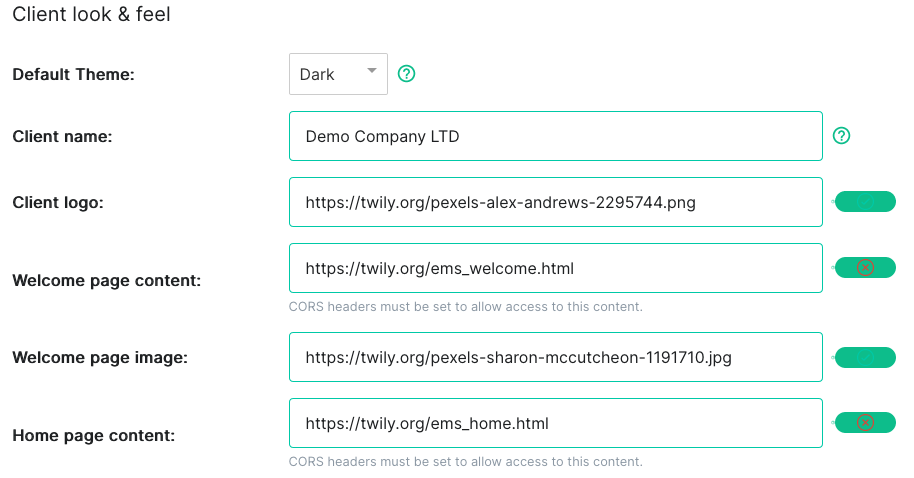 Client look & feel
Default Theme: Dark
Client name: Demo Company LTD
Client logo: https://twily.org/pexels-alex-andrews-2295744.png
Welcome page content: https://twily.org/ems_welcome.html
CORS headers must be set to allow access to this content.
Welcome page image: https://twily.org/pexels-sharon-mccutcheon-1191710.jpg
Home page content: https://twily.org/ems_home.html
CORS headers must be set to allow access to this content.